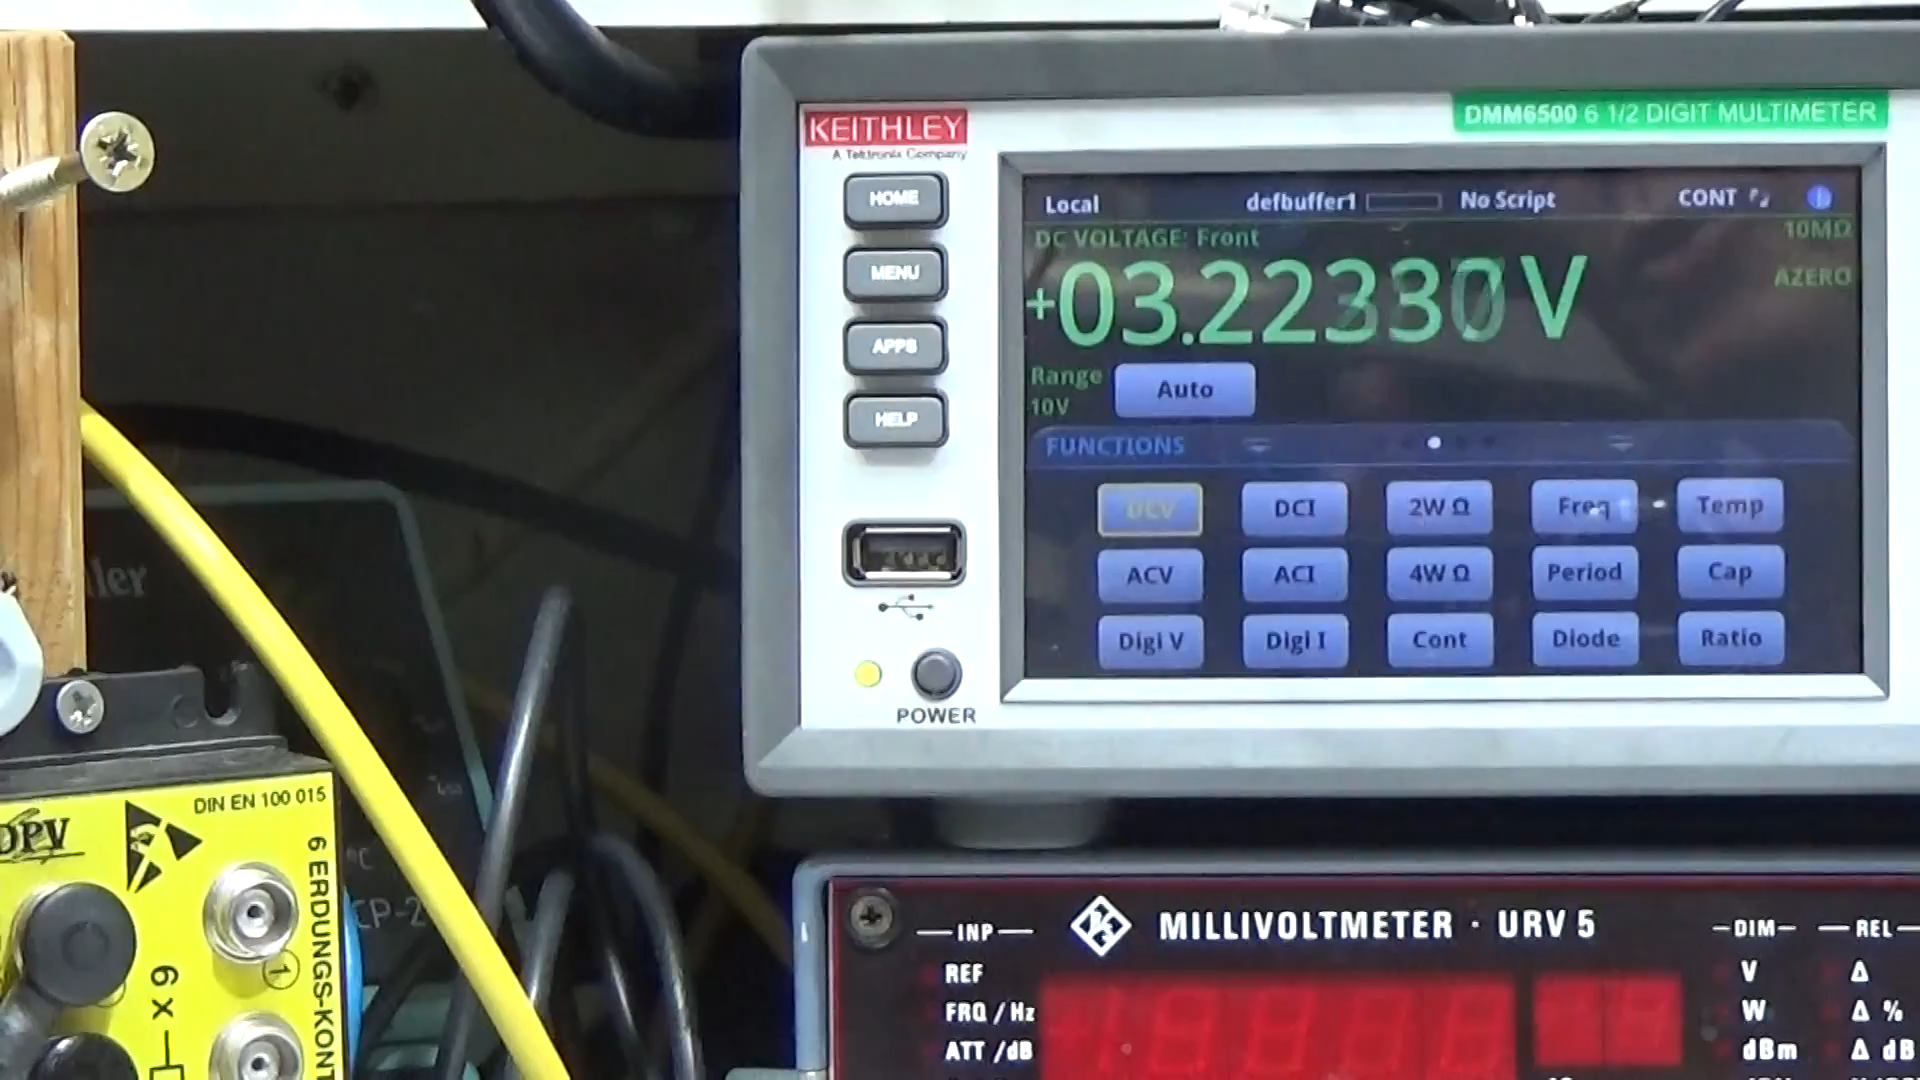 KEITHLEY
A Tektronix Company
DMM6500 6 1/2 DIGIT MULTIMETER
HOME
MENU
APPS
HELP
POWER
Local
defbuffer1
No Script
CONT
DC VOLTAGE: Front
10MΩ
AZERO
V
Range
10V
Auto
FUNCTIONS
DCV
DCI
2W Ω
Freq
Temp
ACV
ACI
4W Ω
Period
Cap
Digi V
Digi I
Cont
Diode
Ratio
DIN EN 100 015
6 ERDUNGS-KONT
6 x
1
CP-2
MILLIVOLTMETER · URV 5
INP
REF
FRQ / Hz
ATT /dB
DIM
V
W
dBm
REL
Δ
Δ %
Δ dB